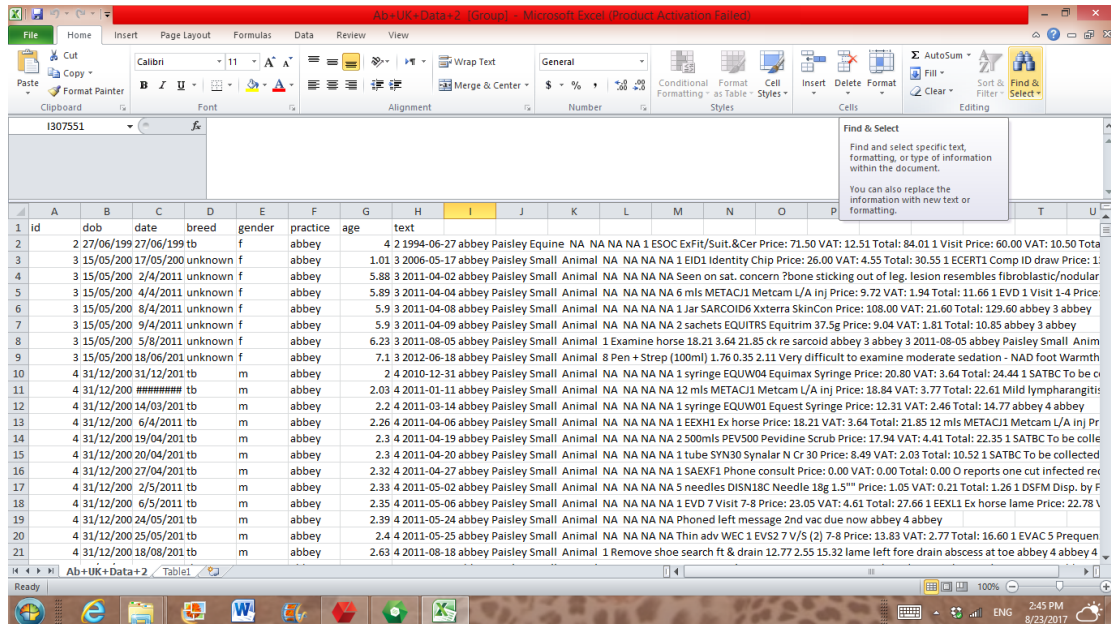 Ab+UK+Data+2 [Group] - Microsoft Excel (Product Activation Failed)
File Home Insert Page Layout Formulas Data Review View
Paste Cut Copy Format Painter Clipboard
Calibri 11 A A B I U A Font
Wrap Text Merge & Center Alignment
General $ % , .0 .00 .00 .0 Number
Conditional Formatting Format as Table Cell Styles Styles
Insert Delete Format Cells
Σ AutoSum Fill Clear Sort & Filter Find & Select Editing
I307551 fx
Find & Select
Find and select specific text, formatting, or type of information within the document.
You can also replace the information with new text or formatting.
A B C D E F G H I J K L M N O P T U
1 id dob date breed gender practice age text
2 2 27/06/199 27/06/199 tb f abbey 4 2 1994-06-27 abbey Paisley Equine NA NA NA NA 1 ESOC ExFit/Suit.&Cer Price: 71.50 VAT: 12.51 Total: 84.01 1 Visit Price: 60.00 VAT: 10.50 Tota
3 3 15/05/200 17/05/200 unknown f abbey 1.01 3 2006-05-17 abbey Paisley Small Animal NA NA NA NA 1 EID1 Identity Chip Price: 26.00 VAT: 4.55 Total: 30.55 1 ECERT1 Comp ID draw Price: 1
4 3 15/05/200 2/4/2011 unknown f abbey 5.88 3 2011-04-02 abbey Paisley Small Animal NA NA NA NA Seen on sat. concern ?bone sticking out of leg. lesion resembles fibroblastic/nodular
5 3 15/05/200 4/4/2011 unknown f abbey 5.89 3 2011-04-04 abbey Paisley Small Animal NA NA NA NA 6 mls METACJ1 Metcam L/A inj Price: 9.72 VAT: 1.94 Total: 11.66 1 EVD 1 Visit 1-4 Price:
6 3 15/05/200 8/4/2011 unknown f abbey 5.9 3 2011-04-08 abbey Paisley Small Animal NA NA NA NA 1 Jar SARCOID6 Xxterra SkinCon Price: 108.00 VAT: 21.60 Total: 129.60 abbey 3 abbey
7 3 15/05/200 9/4/2011 unknown f abbey 5.9 3 2011-04-09 abbey Paisley Small Animal NA NA NA NA 2 sachets EQUITRS Equitrim 37.5g Price: 9.04 VAT: 1.81 Total: 10.85 abbey 3 abbey
8 3 15/05/200 5/8/2011 unknown f abbey 6.23 3 2011-08-05 abbey Paisley Small Animal 1 Examine horse 18.21 3.64 21.85 ck re sarcoid abbey 3 abbey 3 2011-08-05 abbey Paisley Small Anim
9 3 15/05/200 18/06/201 unknown f abbey 7.1 3 2012-06-18 abbey Paisley Small Animal 8 Pen + Strep (100ml) 1.76 0.35 2.11 Very difficult to examine moderate sedation - NAD foot Warmth
10 4 31/12/200 31/12/201 tb m abbey 2 4 2010-12-31 abbey Paisley Small Animal NA NA NA NA 1 syringe EQUW04 Equimax Syringe Price: 20.80 VAT: 3.64 Total: 24.44 1 SATBC To be c
11 4 31/12/200 ######## tb m abbey 2.03 4 2011-01-11 abbey Paisley Small Animal NA NA NA NA 12 mls METACJ1 Metcam L/A inj Price: 18.84 VAT: 3.77 Total: 22.61 Mild lympharangitis
12 4 31/12/200 14/03/201 tb m abbey 2.2 4 2011-03-14 abbey Paisley Small Animal NA NA NA NA 1 syringe EQUW01 Equest Syringe Price: 12.31 VAT: 2.46 Total: 14.77 abbey 4 abbey
13 4 31/12/200 6/4/2011 tb m abbey 2.26 4 2011-04-06 abbey Paisley Small Animal NA NA NA NA 1 EEXH1 Ex horse Price: 18.21 VAT: 3.64 Total: 21.85 12 mls METACJ1 Metcam L/A inj Pr
14 4 31/12/200 19/04/201 tb m abbey 2.3 4 2011-04-19 abbey Paisley Small Animal NA NA NA NA 2 500mls PEV500 Pevidine Scrub Price: 17.94 VAT: 4.41 Total: 22.35 1 SATBC To be colle
15 4 31/12/200 20/04/201 tb m abbey 2.3 4 2011-04-20 abbey Paisley Small Animal NA NA NA NA 1 tube SYN30 Synalar N Cr 30 Price: 8.49 VAT: 2.03 Total: 10.52 1 SATBC To be collected
16 4 31/12/200 27/04/201 tb m abbey 2.32 4 2011-04-27 abbey Paisley Small Animal NA NA NA NA 1 SAEXF1 Phone consult Price: 0.00 VAT: 0.00 Total: 0.00 O reports one cut infected re
17 4 31/12/200 2/5/2011 tb m abbey 2.33 4 2011-05-02 abbey Paisley Small Animal NA NA NA NA 5 needles DISN18C Needle 18g 1.5"" Price: 1.05 VAT: 0.21 Total: 1.26 1 DSFM Disp. by F
18 4 31/12/200 6/5/2011 tb m abbey 2.35 4 2011-05-06 abbey Paisley Small Animal NA NA NA NA 1 EVD 7 Visit 7-8 Price: 23.05 VAT: 4.61 Total: 27.66 1 EEXL1 Ex horse lame Price: 22.78
19 4 31/12/200 24/05/201 tb m abbey 2.39 4 2011-05-24 abbey Paisley Small Animal NA NA NA NA Phoned left message 2nd vac due now abbey 4 abbey
20 4 31/12/200 25/05/201 tb m abbey 2.4 4 2011-05-25 abbey Paisley Small Animal NA NA NA NA Thin adv WEC 1 EVS2 7 V/S (2) 7-8 Price: 13.83 VAT: 2.77 Total: 16.60 1 EVAC 5 Prequen
21 4 31/12/200 18/08/201 tb m abbey 2.63 4 2011-08-18 abbey Paisley Small Animal 1 Remove shoe search ft & drain 12.77 2.55 15.32 lame left fore drain abscess at toe abbey 4 abbey 4
Ab+UK+Data+2 Table1
Ready 100%
ENG 2:45 PM
8/23/2017